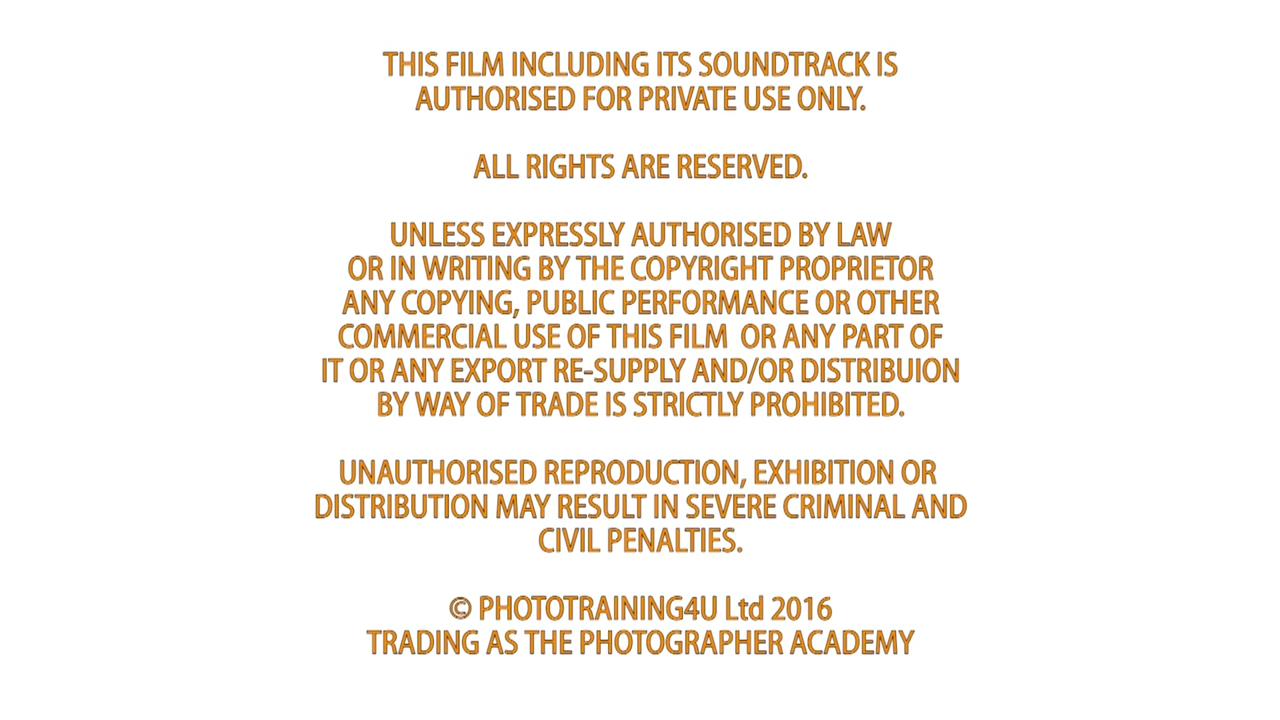 THIS FILM INCLUDING ITS SOUNDTRACK IS
AUTHORISED FOR PRIVATE USE ONLY.
ALL RIGHTS ARE RESERVED.
UNLESS EXPRESSLY AUTHORISED BY LAW
OR IN WRITING BY THE COPYRIGHT PROPRIETOR
ANY COPYING, PUBLIC PERFORMANCE OR OTHER
COMMERCIAL USE OF THIS FILM  OR ANY PART OF
IT OR ANY EXPORT RE-SUPPLY AND/OR DISTRIBUION
BY WAY OF TRADE IS STRICTLY PROHIBITED.
UNAUTHORISED REPRODUCTION, EXHIBITION OR
DISTRIBUTION MAY RESULT IN SEVERE CRIMINAL AND
CIVIL PENALTIES.
© PHOTOTRAINING4U Ltd 2016
TRADING AS THE PHOTOGRAPHER ACADEMY